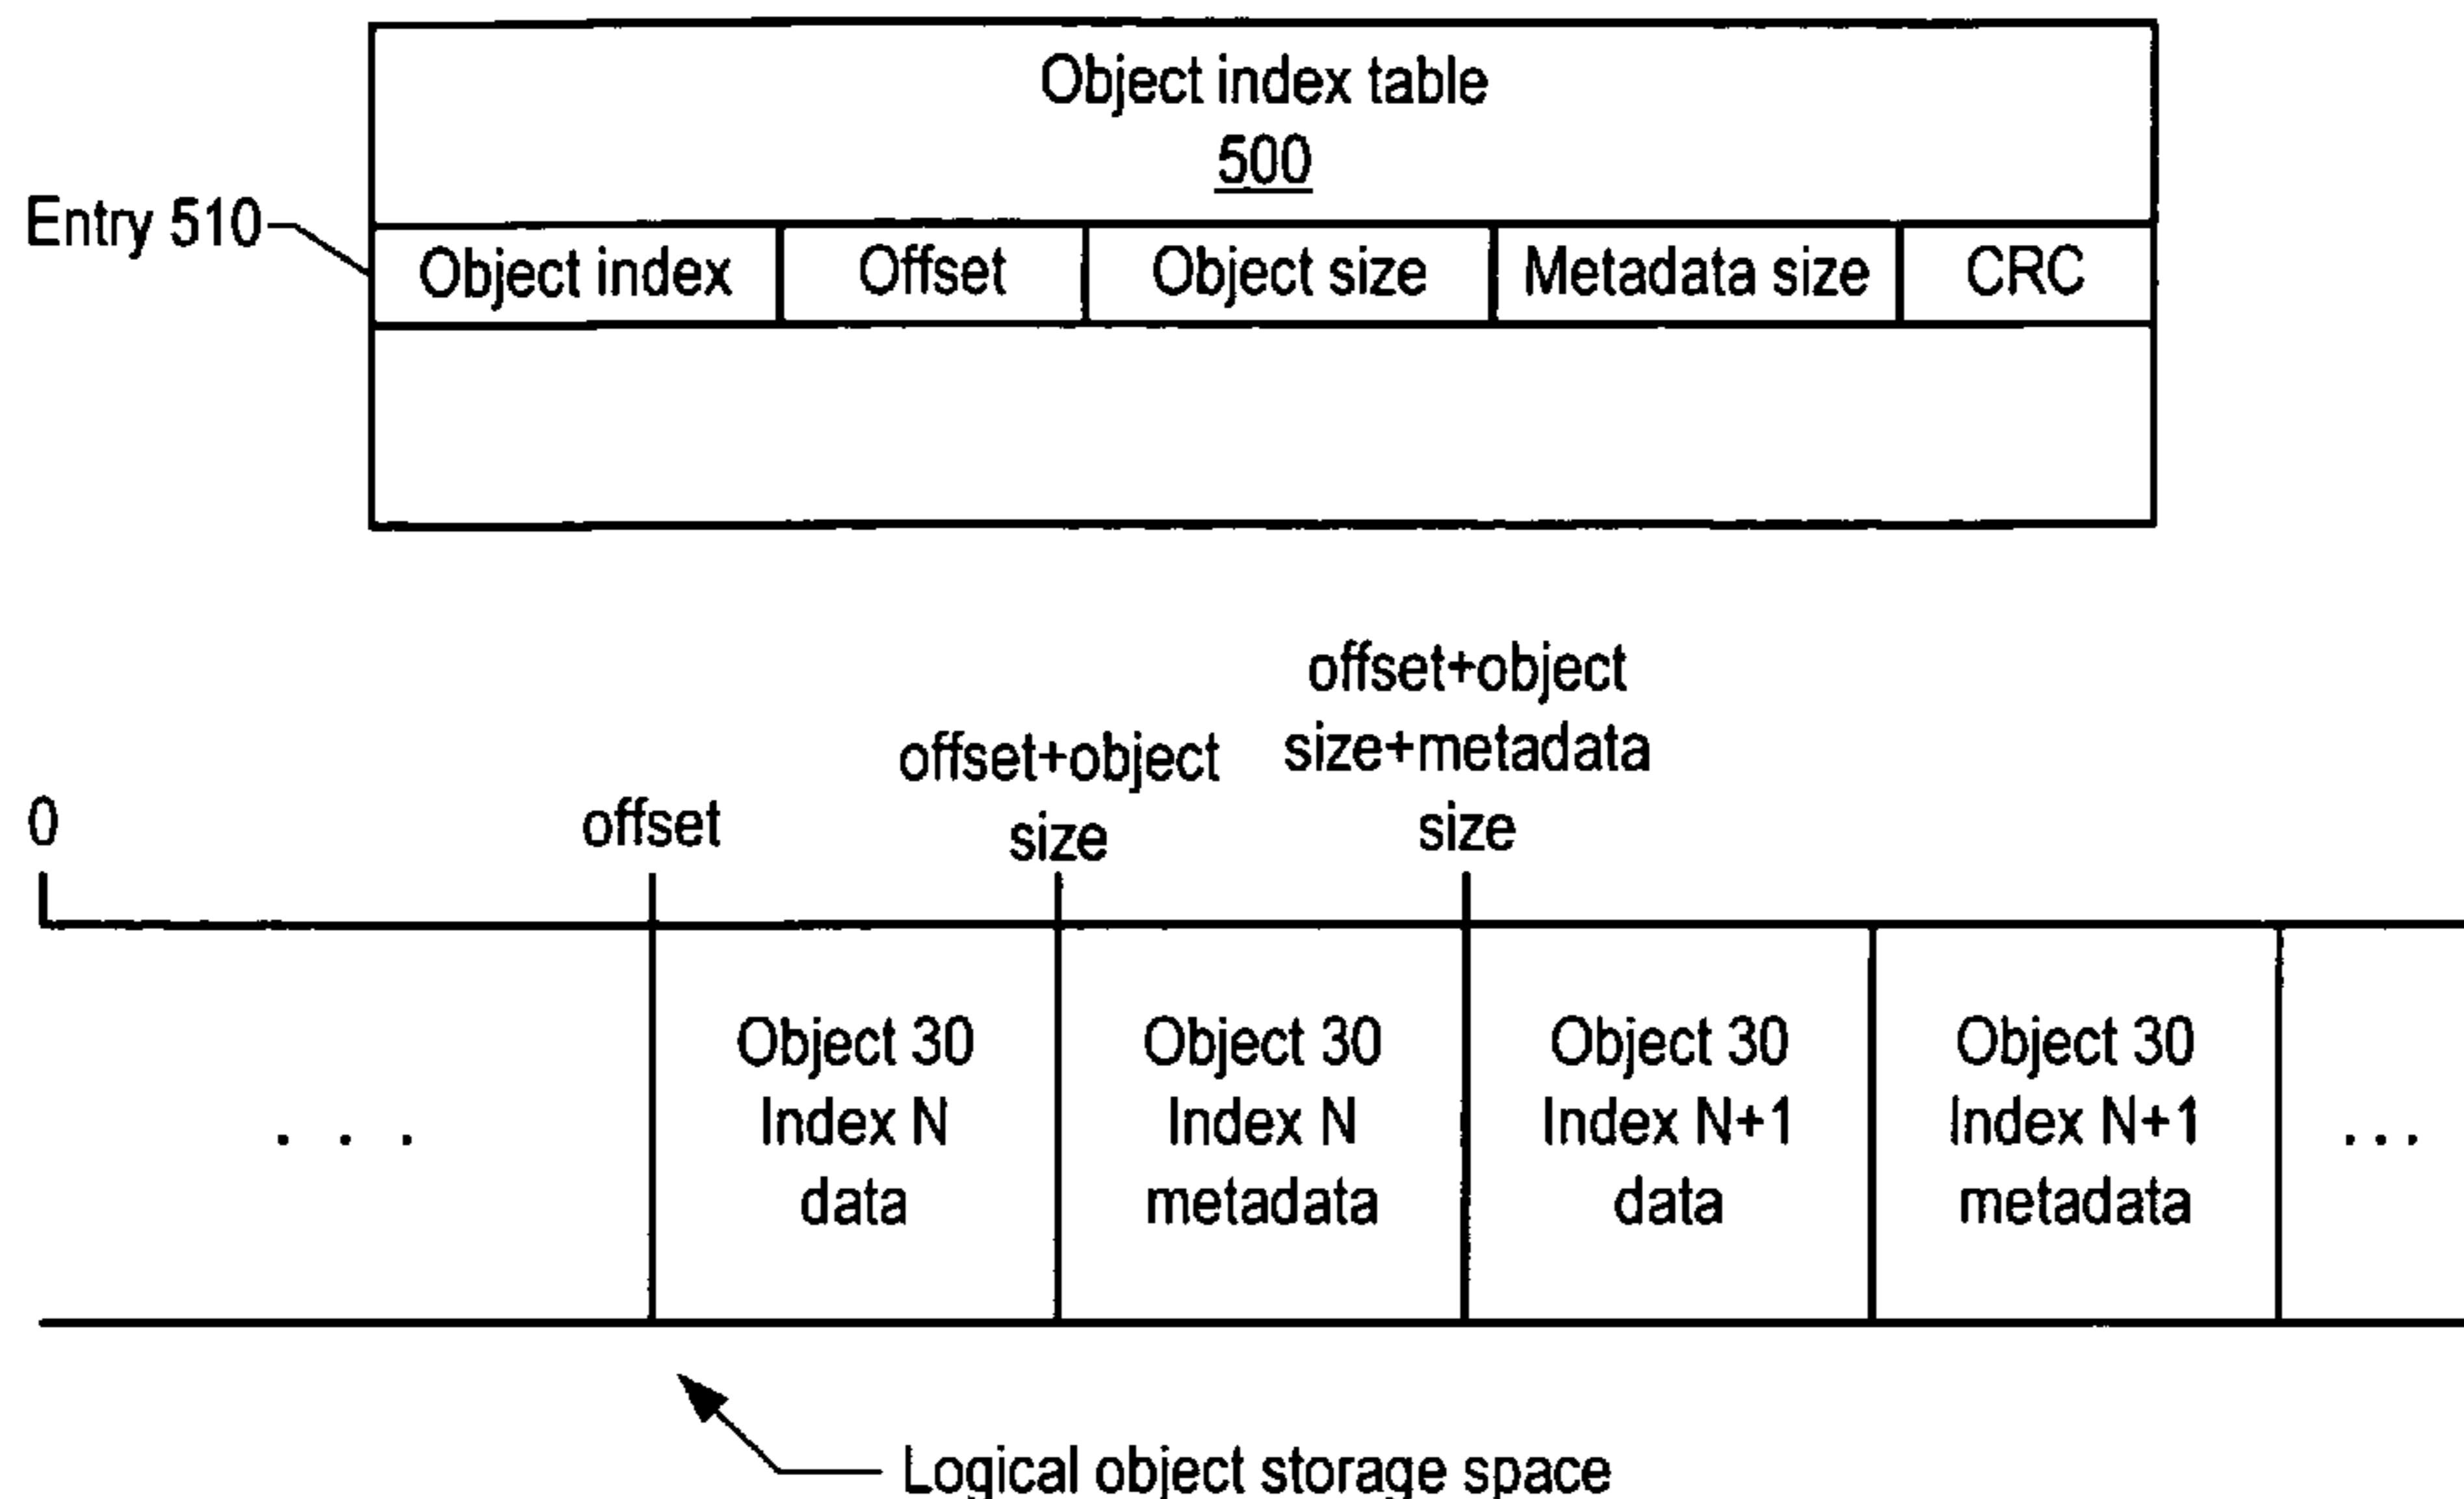 Object index table
500
Entry 510
Object index Offset Object size Metadata size CRC
offset+object
size+metadata
size
offset+object
size
offset
0
. . .
Object 30
Index N
data
Object 30
Index N
metadata
Object 30
Index N+1
data
Object 30
Index N+1
metadata
...
Logical object storage space